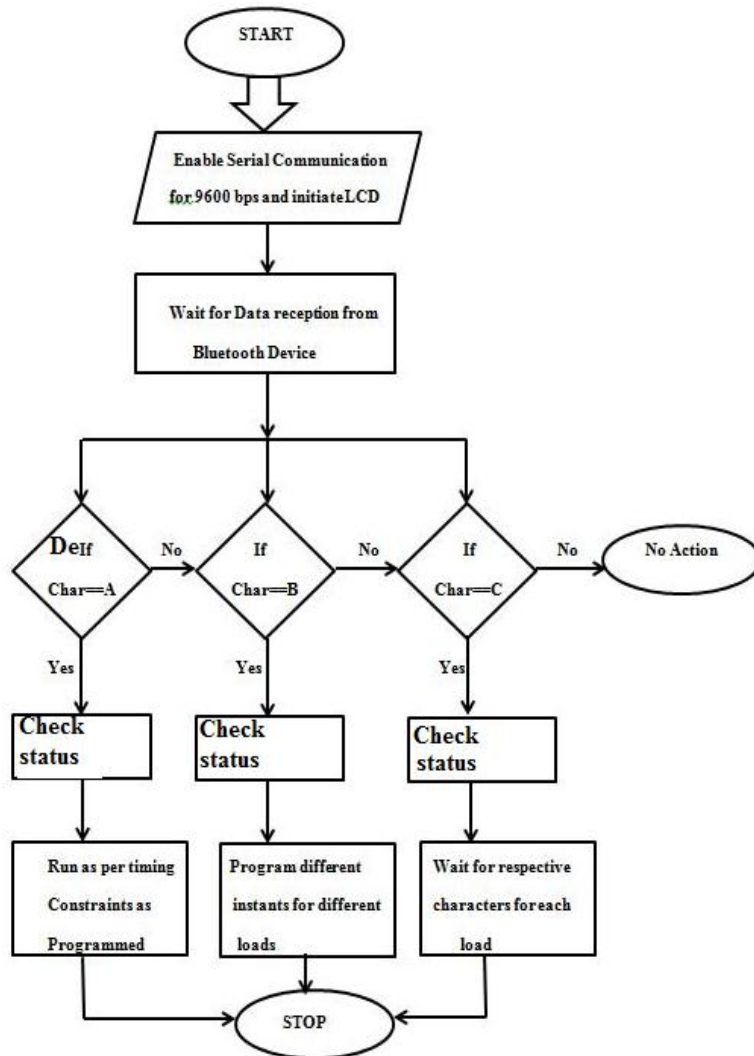 START
Enable Serial Communication
for 9600 bps and initiate LCD
Wait for Data reception from
Bluetooth Device
DeIf
Char==A
No
If
Char==B
No
If
Char==C
No
No Action
Yes
Yes
Yes
Check
status
Check
status
Check
status
Run as per timing
Constraints as
Programmed
Program different
instants for different
loads
Wait for respective
characters for each
load
STOP